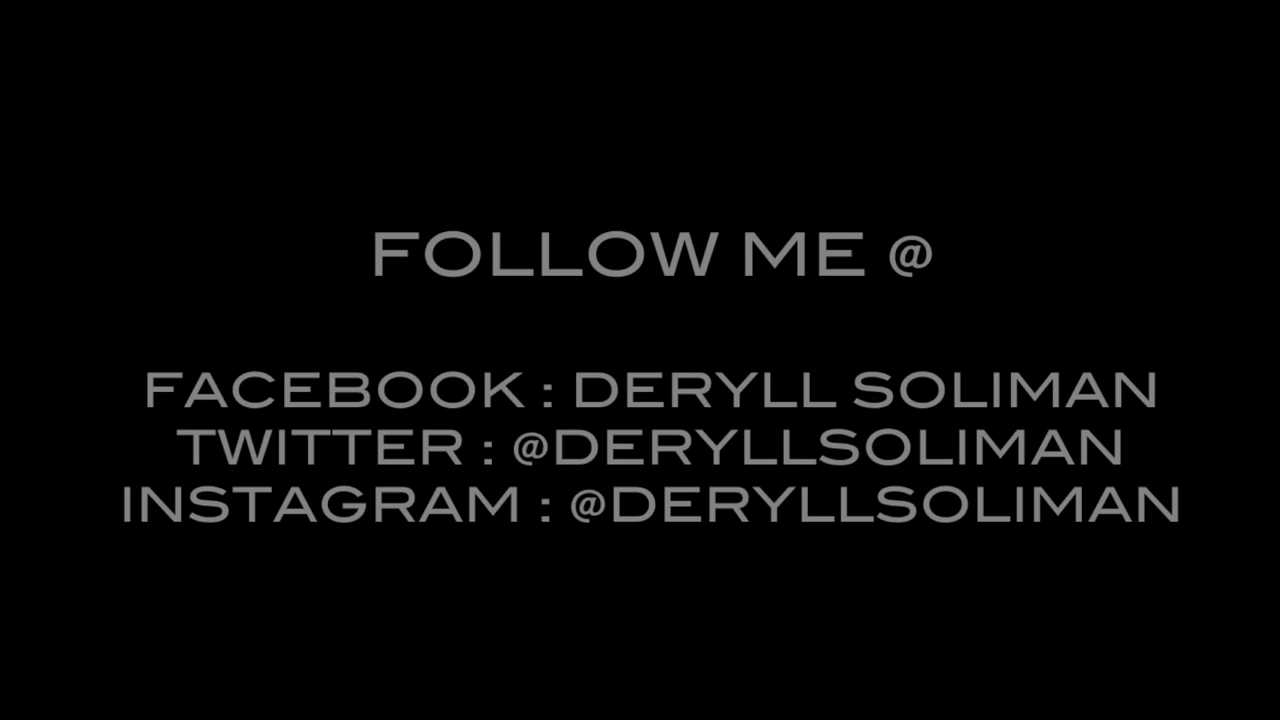 FOLLOW ME @
FACEBOOK : DERYLL SOLIMAN
TWITTER : @DERYLLSOLIMAN
INSTAGRAM : @DERYLLSOLIMAN